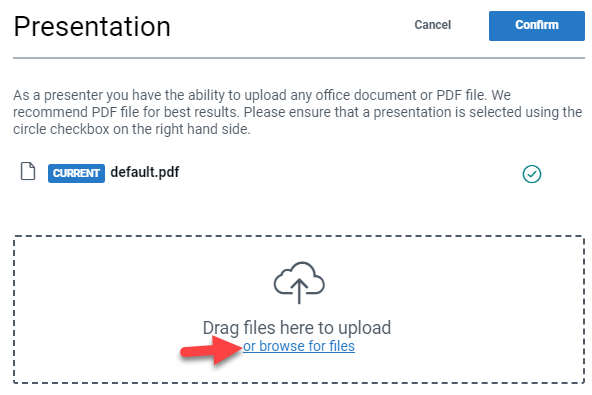 Presentation
Cancel
Confirm
As a presenter you have the ability to upload any office document or PDF file. We
recommend PDF file for best results. Please ensure that a presentation is selected using the
circle checkbox on the right hand side.
CURRENT default.pdf
Drag files here to upload
or browse for files